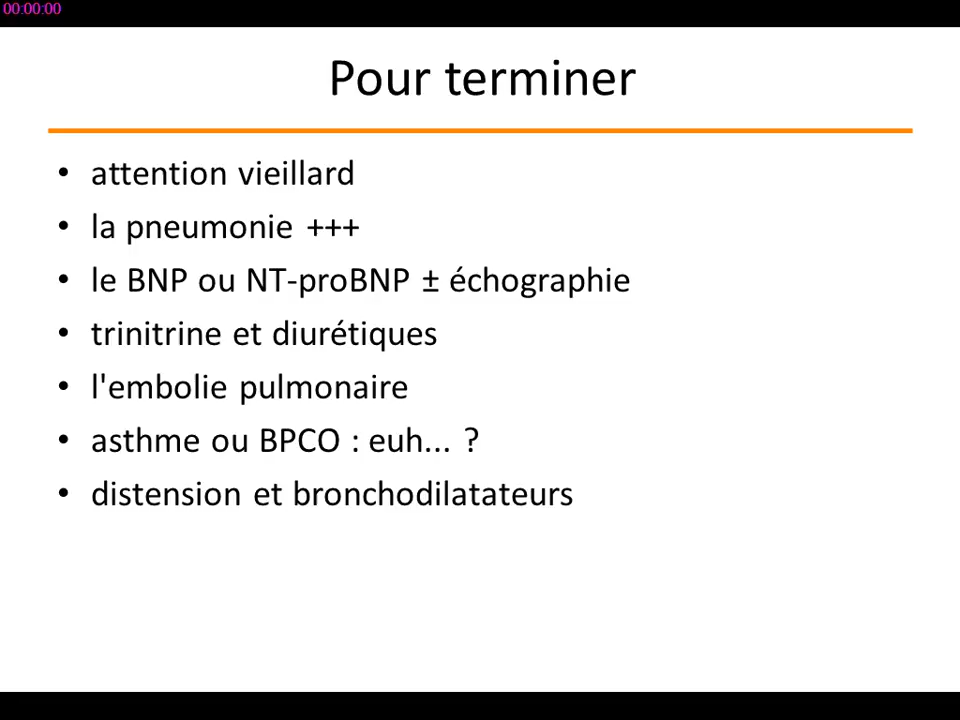 00:00:00
Pour terminer
• attention vieillard
• la pneumonie +++
• le BNP ou NT-proBNP ± échographie
• trinitrine et diurétiques
• l'embolie pulmonaire
• asthme ou BPCO : euh... ?
• distension et bronchodilatateurs